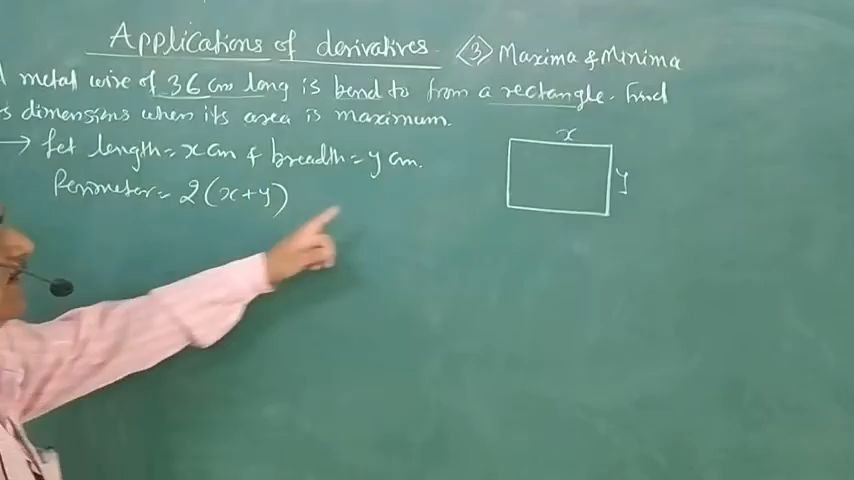 Applications of derivatives. ③ Maxima & Minima
metal wire of 36 cm long is bend to from a rectangle. Find
dimensions when its area is maximum.
→ Let length = x cm & breadth = y cm.
Perimeter = 2(x+y)
x
y